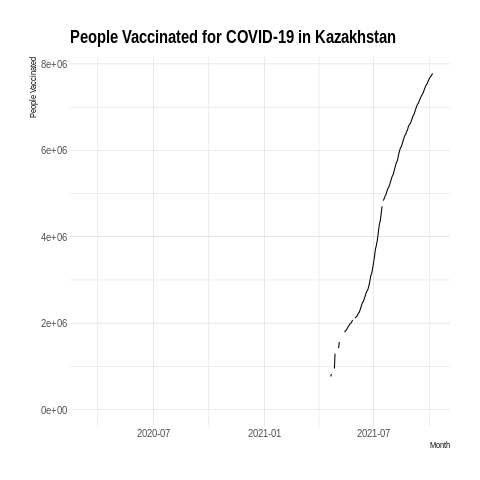 People Vaccinated for COVID-19 in Kazakhstan
People Vaccinated
8e+06
6e+06
4e+06
2e+06
0e+00
2020-07
2021-01
2021-07
Month